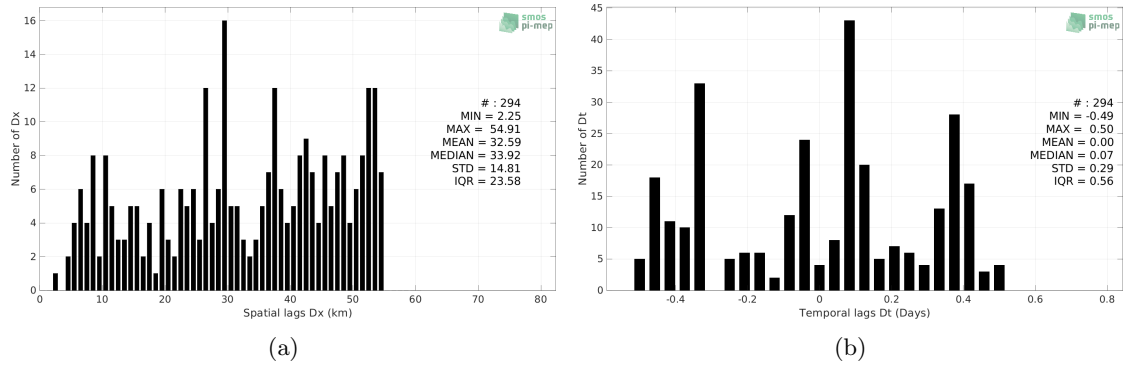 16
14
12
10
8
6
4
2
0
Number of Dx
smos
pi-mep
# : 294
MIN = 2.25
MAX = 54.91
MEAN = 32.59
MEDIAN = 33.92
STD = 14.81
IQR = 23.58
0 10 20 30 40 50 60 70 80
Spatial lags Dx (km)
(a)
45
40
35
30
25
20
15
10
5
0
Number of Dt
smos
pi-mep
# : 294
MIN = -0.49
MAX = 0.50
MEAN = 0.00
MEDIAN = 0.07
STD = 0.29
IQR = 0.56
-0.4 -0.2 0 0.2 0.4 0.6 0.8
Temporal lags Dt (Days)
(b)